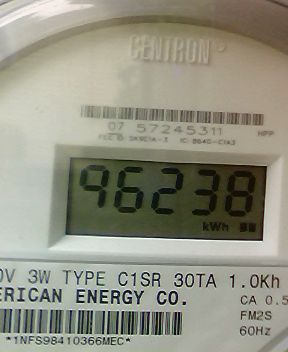 CENTRON®
07 57245311 HPP
96238
kWh
0V 3W TYPE C1SR 30TA 1.0Kh
ERICAN ENERGY CO.
CA 0.5
FM2S
60Hz
*1NFS98410366MEC*